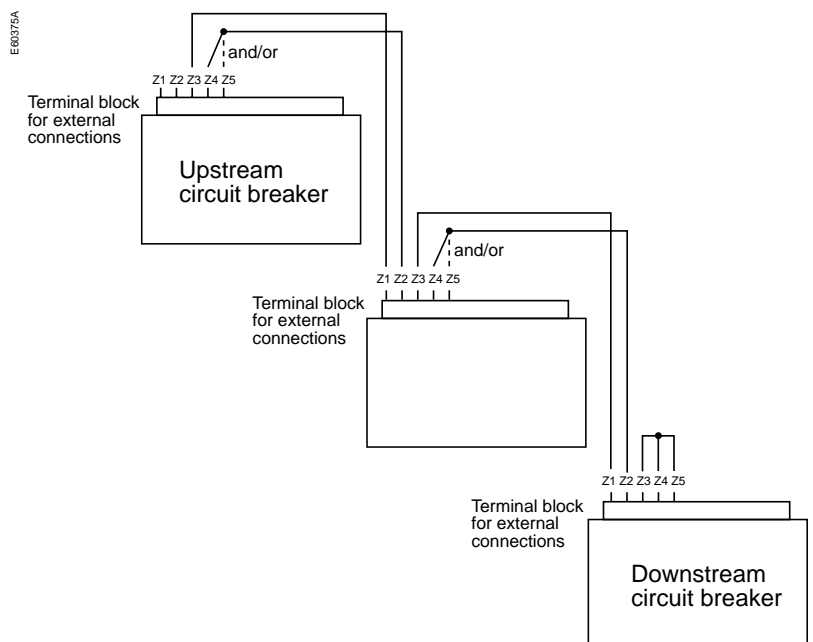 E60375A
and/or
Z1 Z2 Z3 Z4 Z5
Terminal block
for external
connections
Upstream
circuit breaker
and/or
Z1 Z2 Z3 Z4 Z5
Terminal block
for external
connections
Z1 Z2 Z3 Z4 Z5
Terminal block
for external
connections
Downstream
circuit breaker